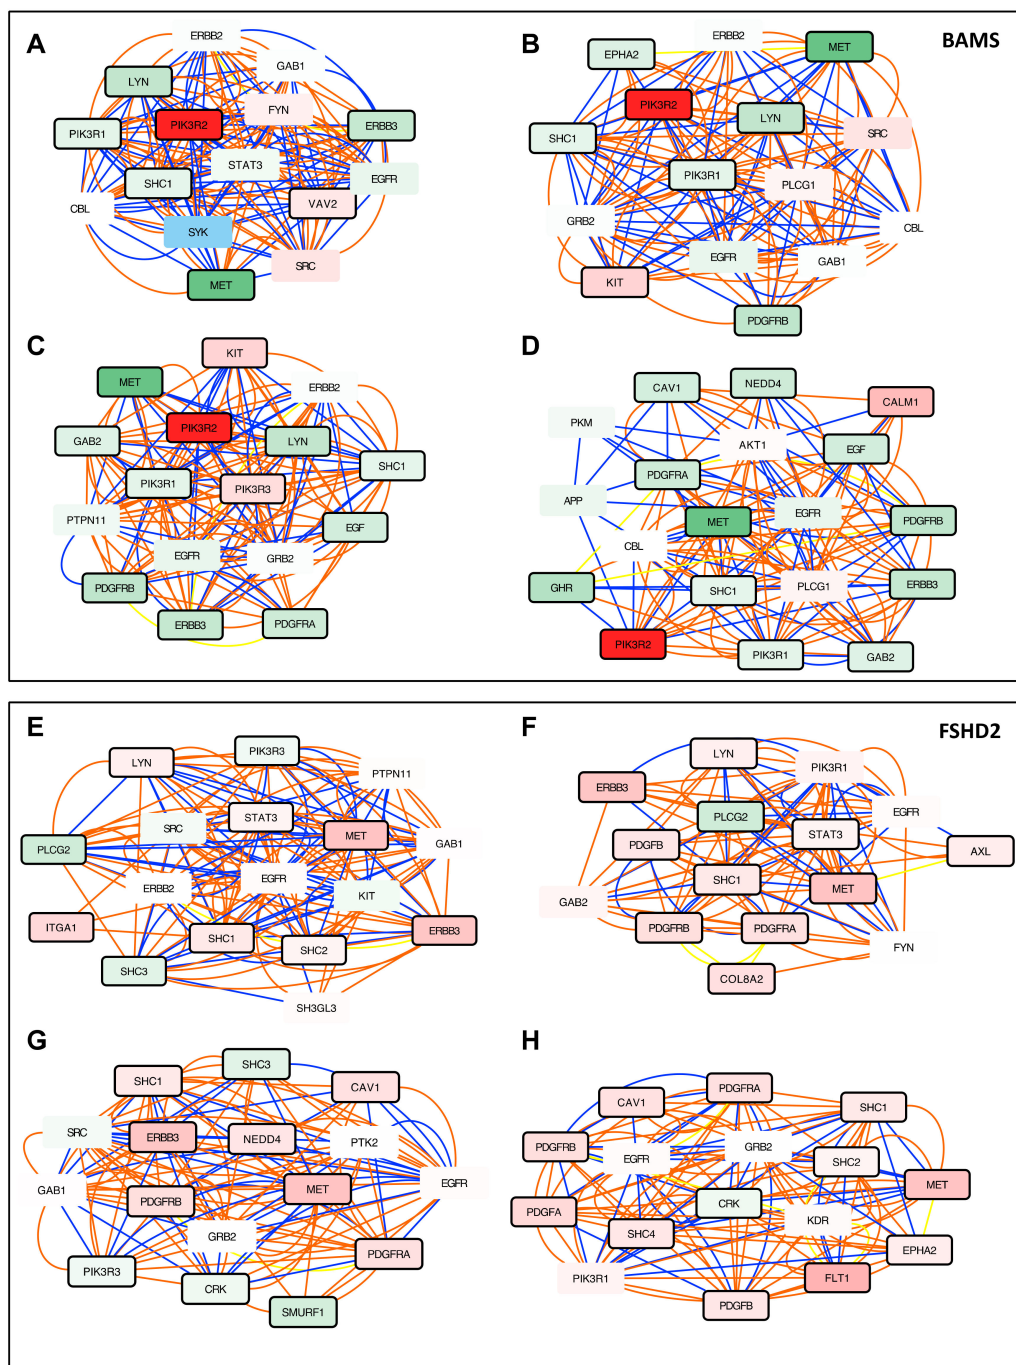 BAMS
A
ERBB2
GAB1
LYN
FYN
PIK3R2
ERBB3
PIK3R1
STAT3
EGFR
SHC1
CBL
VAV2
SYK
SRC
MET
B
ERBB2
MET
EPHA2
PIK3R2
LYN
SRC
SHC1
PIK3R1
PLCG1
GRB2
CBL
EGFR
GAB1
KIT
PDGFRB
C
KIT
MET
ERBB2
PIK3R2
GAB2
LYN
SHC1
PIK3R1
PIK3R3
PTPN11
EGF
EGFR
GRB2
PDGFRB
ERBB3
PDGFRA
D
CAV1
NEDD4
CALM1
PKM
AKT1
EGF
PDGFRA
APP
EGFR
MET
PDGFRB
CBL
GHR
SHC1
PLCG1
ERBB3
PIK3R2
PIK3R1
GAB2
FSHD2
E
PIK3R3
LYN
PTPN11
SRC
STAT3
MET
GAB1
PLCG2
EGFR
ERBB2
KIT
ITGA1
SHC1
SHC2
ERBB3
SHC3
SH3GL3
F
LYN
PIK3R1
ERBB3
EGFR
PLCG2
STAT3
PDGFB
AXL
SHC1
MET
GAB2
PDGFRB
PDGFRA
FYN
COL8A2
G
SHC3
SHC1
CAV1
SRC
ERBB3
NEDD4
PTK2
GAB1
MET
EGFR
PDGFRB
GRB2
PDGFRA
PIK3R3
CRK
SMURF1
H
PDGFRA
CAV1
SHC1
PDGFRB
EGFR
GRB2
SHC2
MET
CRK
PDGFA
KDR
SHC4
EPHA2
PIK3R1
FLT1
PDGFB